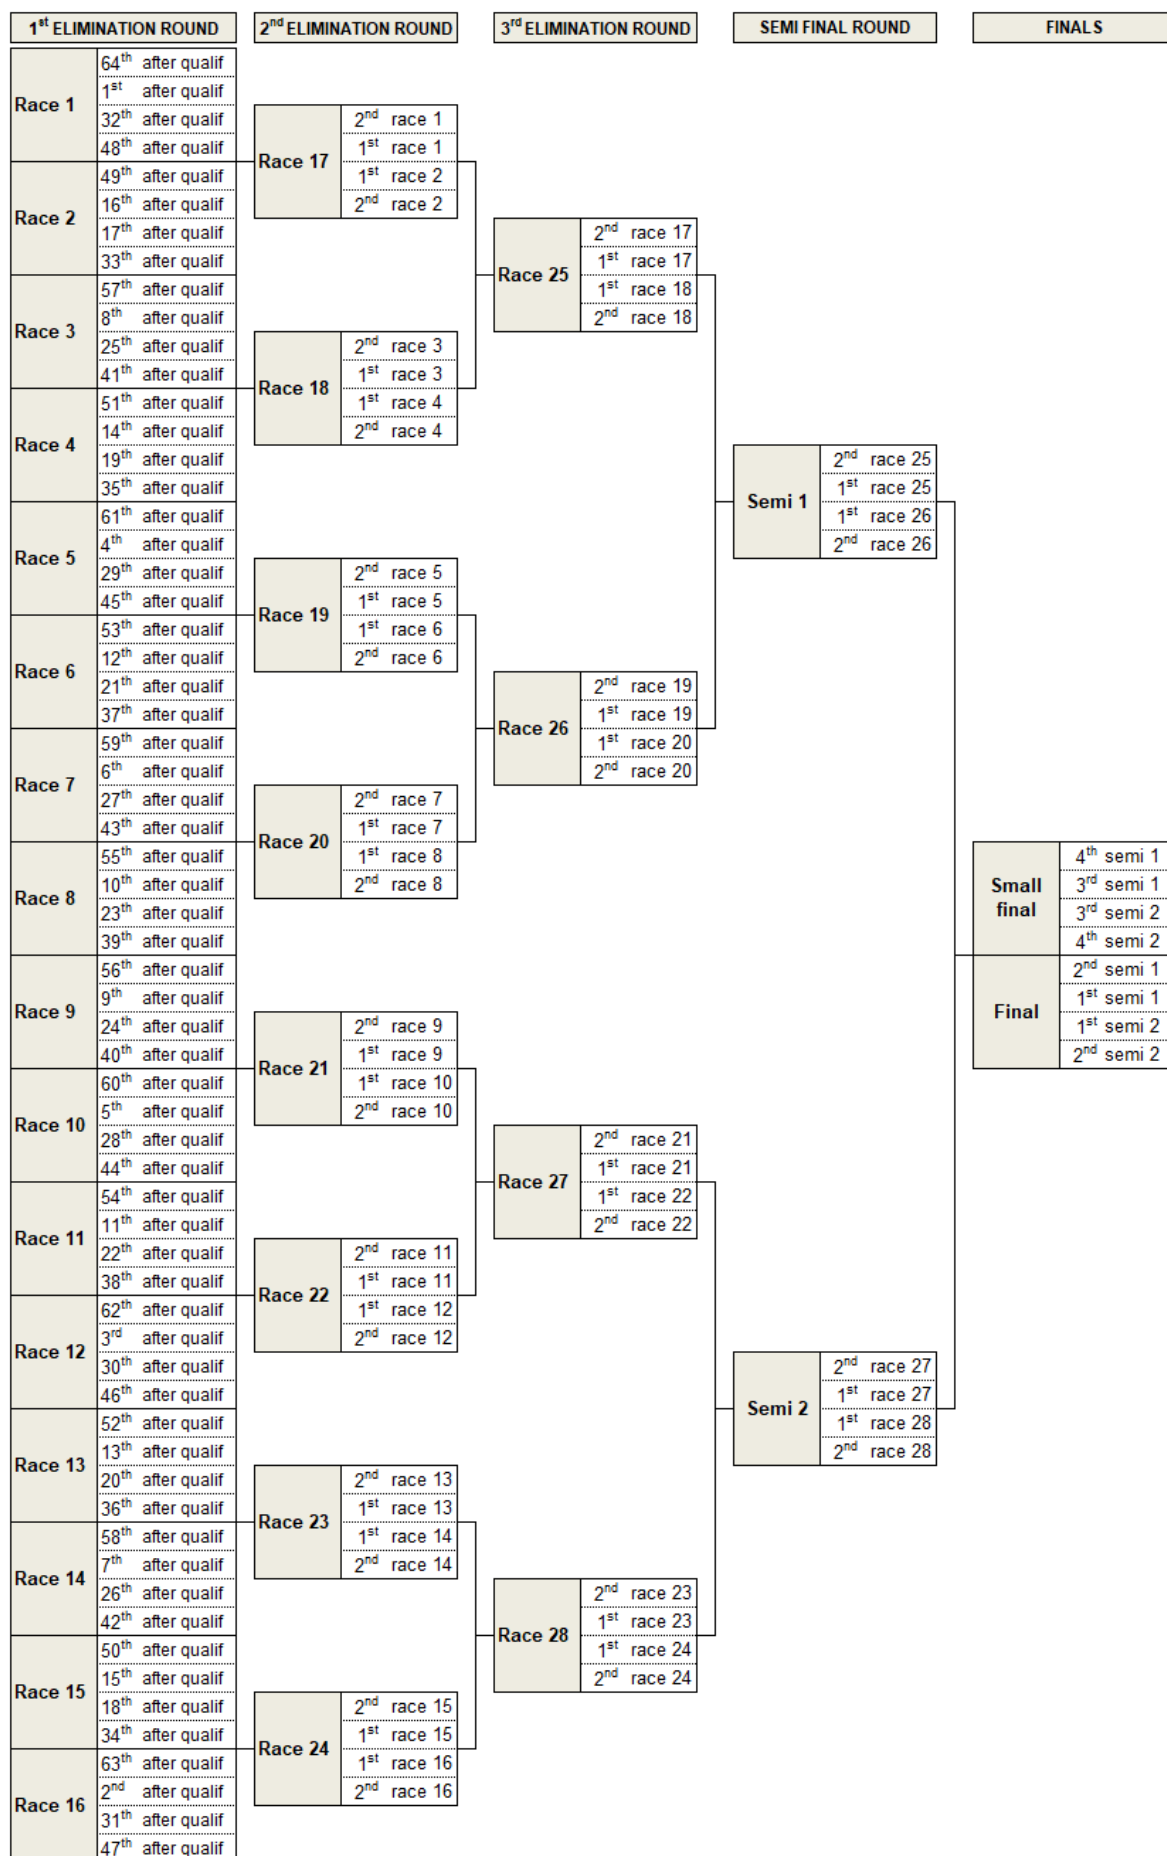 1st ELIMINATION ROUND
2nd ELIMINATION ROUND
3rd ELIMINATION ROUND
SEMI FINAL ROUND
FINALS
Race 1
64th after qualif
1st after qualif
32th after qualif
48th after qualif
Race 2
49th after qualif
16th after qualif
17th after qualif
33th after qualif
Race 3
57th after qualif
8th after qualif
25th after qualif
41th after qualif
Race 4
51th after qualif
14th after qualif
19th after qualif
35th after qualif
Race 5
61th after qualif
4th after qualif
29th after qualif
45th after qualif
Race 6
53th after qualif
12th after qualif
21th after qualif
37th after qualif
Race 7
59th after qualif
6th after qualif
27th after qualif
43th after qualif
Race 8
55th after qualif
10th after qualif
23th after qualif
39th after qualif
Race 9
56th after qualif
9th after qualif
24th after qualif
40th after qualif
Race 10
60th after qualif
5th after qualif
28th after qualif
44th after qualif
Race 11
54th after qualif
11th after qualif
22th after qualif
38th after qualif
Race 12
62th after qualif
3rd after qualif
30th after qualif
46th after qualif
Race 13
52th after qualif
13th after qualif
20th after qualif
36th after qualif
Race 14
58th after qualif
7th after qualif
26th after qualif
42th after qualif
Race 15
50th after qualif
15th after qualif
18th after qualif
34th after qualif
Race 16
63th after qualif
2nd after qualif
31th after qualif
47th after qualif
Race 17
2nd race 1
1st race 1
1st race 2
2nd race 2
Race 18
2nd race 3
1st race 3
1st race 4
2nd race 4
Race 19
2nd race 5
1st race 5
1st race 6
2nd race 6
Race 20
2nd race 7
1st race 7
1st race 8
2nd race 8
Race 21
2nd race 9
1st race 9
1st race 10
2nd race 10
Race 22
2nd race 11
1st race 11
1st race 12
2nd race 12
Race 23
2nd race 13
1st race 13
1st race 14
2nd race 14
Race 24
2nd race 15
1st race 15
1st race 16
2nd race 16
Race 25
2nd race 17
1st race 17
1st race 18
2nd race 18
Race 26
2nd race 19
1st race 19
1st race 20
2nd race 20
Race 27
2nd race 21
1st race 21
1st race 22
2nd race 22
Race 28
2nd race 23
1st race 23
1st race 24
2nd race 24
Semi 1
2nd race 25
1st race 25
1st race 26
2nd race 26
Semi 2
2nd race 27
1st race 27
1st race 28
2nd race 28
Small
final
4th semi 1
3rd semi 1
3rd semi 2
4th semi 2
Final
2nd semi 1
1st semi 1
1st semi 2
2nd semi 2